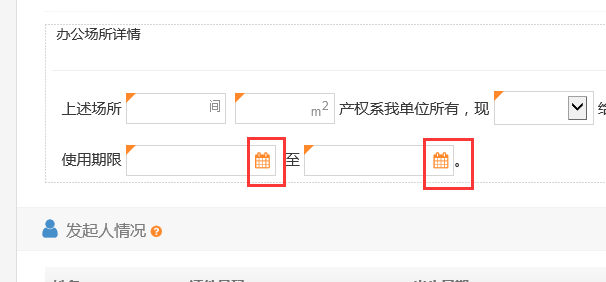 办公场所详情
上述场所 间 m2 产权系我单位所有，现
使用期限 至 。
发起人情况